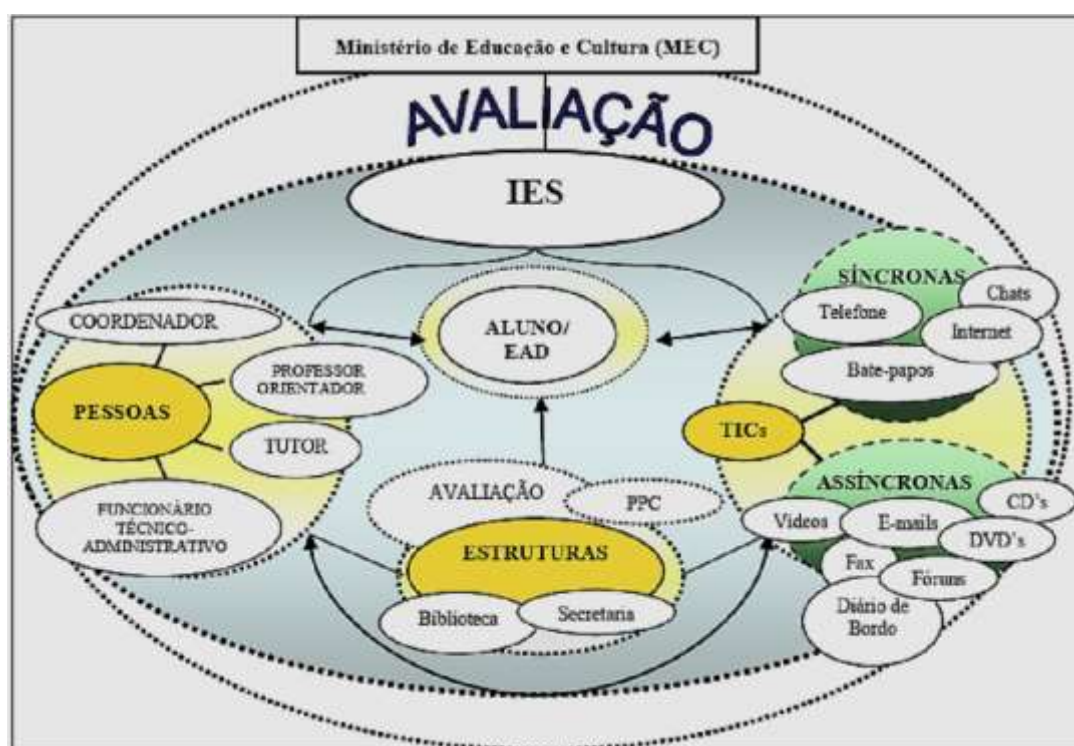 Ministério de Educação e Cultura (MEC)
AVALIAÇÃO
IES
ALUNO/
EAD
COORDENADOR
PROFESSOR
ORIENTADOR
PESSOAS
TUTOR
FUNCIONÁRIO
TÉCNICO-
ADMINISTRATIVO
AVALIAÇÃO
PPC
ESTRUTURAS
Biblioteca
Secretaria
SÍNCRONAS
Telefone
Chats
Internet
Bate-papos
TICs
ASSÍNCRONAS
Vídeos
E-mails
CD's
DVD's
Fax
Fóruns
Diário de
Bordo